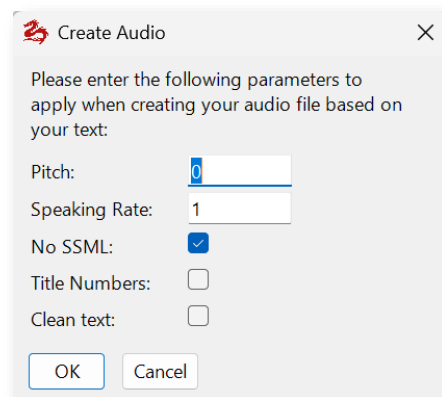 Create Audio
Please enter the following parameters to
apply when creating your audio file based on
your text:
Pitch: 0
Speaking Rate: 1
No SSML:
Title Numbers:
Clean text:
OK Cancel